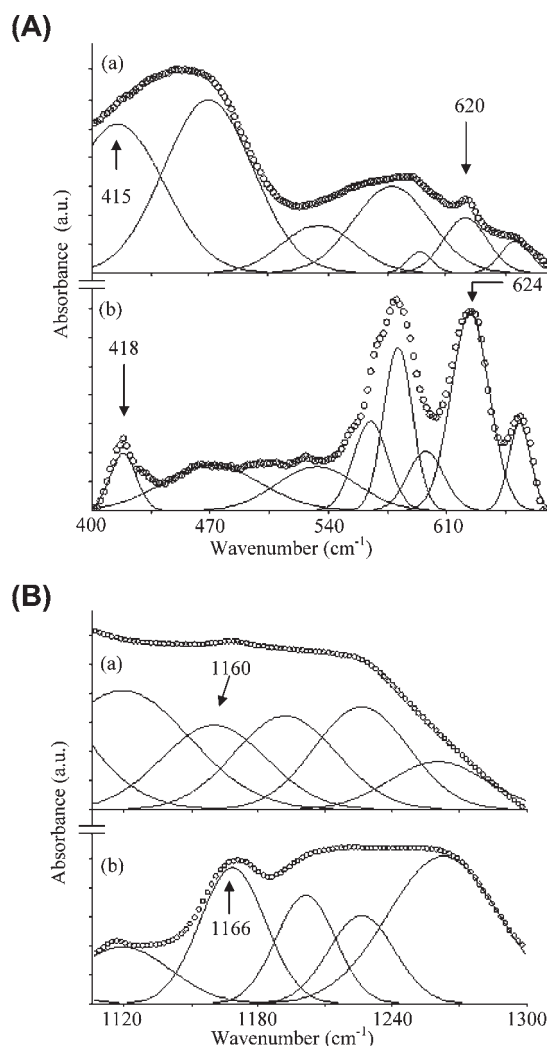 (A)
(a)
620
415
Absorbance (a.u.)
(b)
624
418
400 470 540 610
Wavenumber (cm-1)
(B)
(a)
1160
Absorbance (a.u.)
(b)
1166
1120 1180 1240 1300
Wavenumber (cm-1)